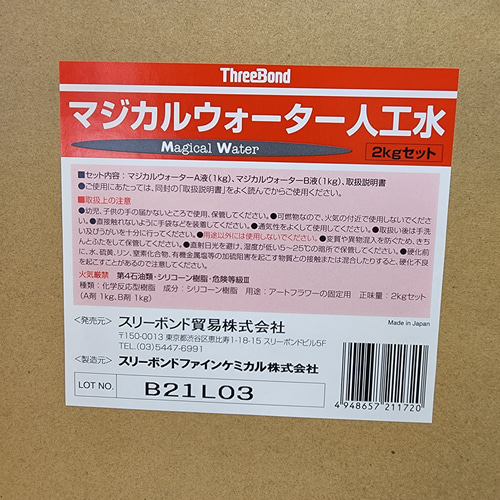 ThreeBond
マジカルウォーター人工水
Magical Water
2kgセット
■セット内容：マジカルウォーターA液(1kg)、マジカルウォーターB液(1kg)、取扱説明書
●ご使用にあたっては、同封の「取扱説明書」をよく読んでからご使用ください。
■取扱上の注意
●幼児、子供の手の届かないところで使用、保管してください。●可燃物なので、火気の付近で使用しないでください。
●直接触れないように手袋などを装着してください。●通気性をよくして使用してください。●取扱い後は手洗
い及びうがいを十分に行ってください。●用途以外には使用しないでください。●変質や異物混入を防ぐため、きち
んとふたをして保管してください。●直射日光を避け、湿度が低い5～25℃の暗所で保管してください。●硬化前
に、水、硫黄、リン、窒素化合物、有機金属塩等の加硫阻害を起こす物質との接触または混合したりすると、硬化不良
を起こすことがあるので注意してください。
火気厳禁 第4石油類・シリコーン樹脂・危険等級Ⅲ
種類：化学反応型樹脂 成分：シリコーン樹脂 用途：アートフラワーの固定用 正味量：2kgセット
(A剤 1kg、B剤 1kg)
<発売元> スリーボンド貿易株式会社
Made in Japan
〒150-0013 東京都渋谷区恵比寿1-18-15 スリーボンドビル5F
TEL.(03)5447-6991
<製造元> スリーボンドファインケミカル株式会社
LOT NO. B21L03
4948657211720